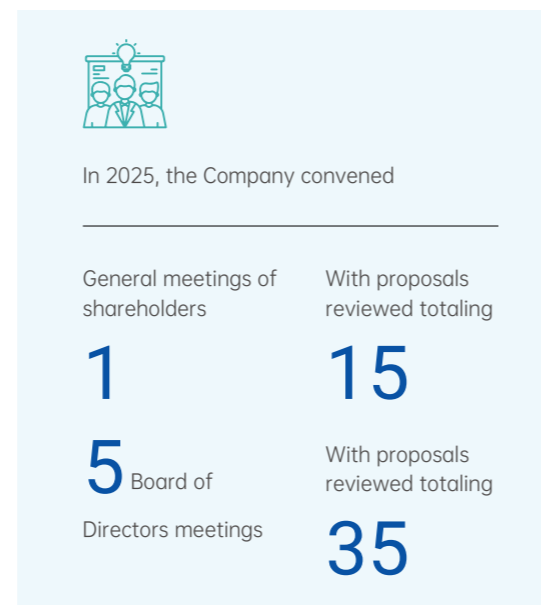 In 2025, the Company convened
General meetings of
shareholders
1
With proposals
reviewed totaling
15
5 Board of
Directors meetings
With proposals
reviewed totaling
35